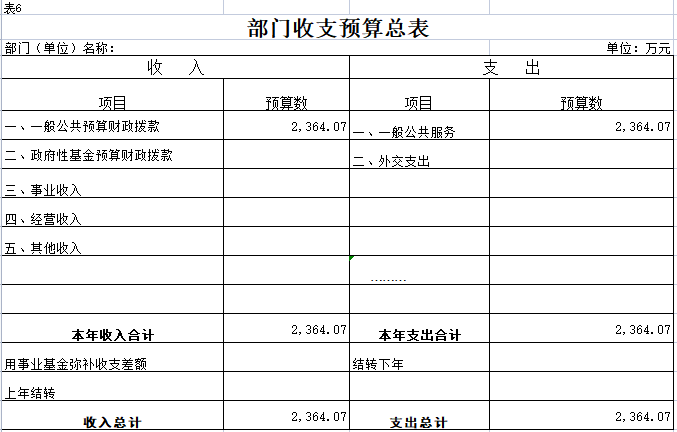 表6
部门收支预算总表
部门（单位）名称： 单位：万元
收 入 支 出
项目 预算数 项目 预算数
一、一般公共预算财政拨款 2,364.07 一、一般公共服务 2,364.07
二、政府性基金预算财政拨款 二、外交支出
三、事业收入
四、经营收入
五、其他收入
………
本年收入合计 2,364.07 本年支出合计 2,364.07
用事业基金弥补收支差额 结转下年
上年结转
收入总计 2,364.07 支出总计 2,364.07